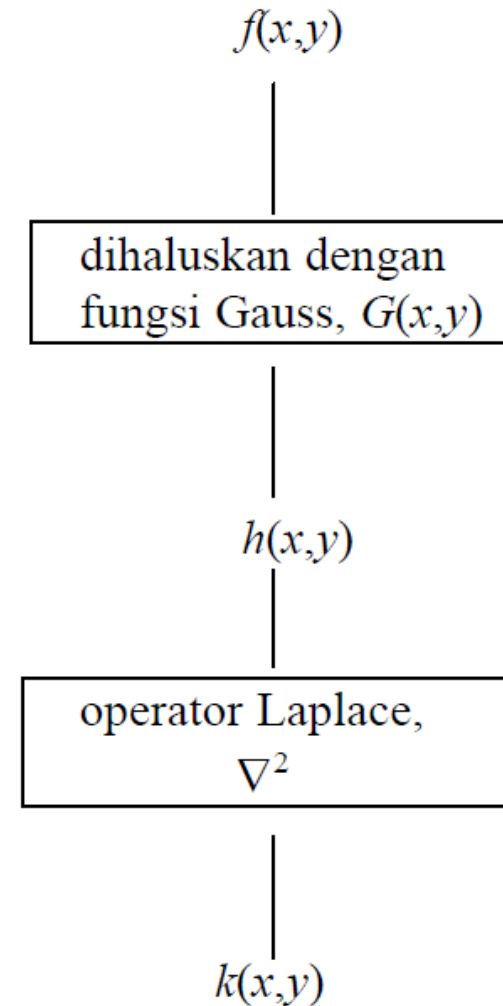 f(x,y)
dihaluskan dengan
fungsi Gauss, G(x,y)
h(x,y)
operator Laplace,
∇²
k(x,y)